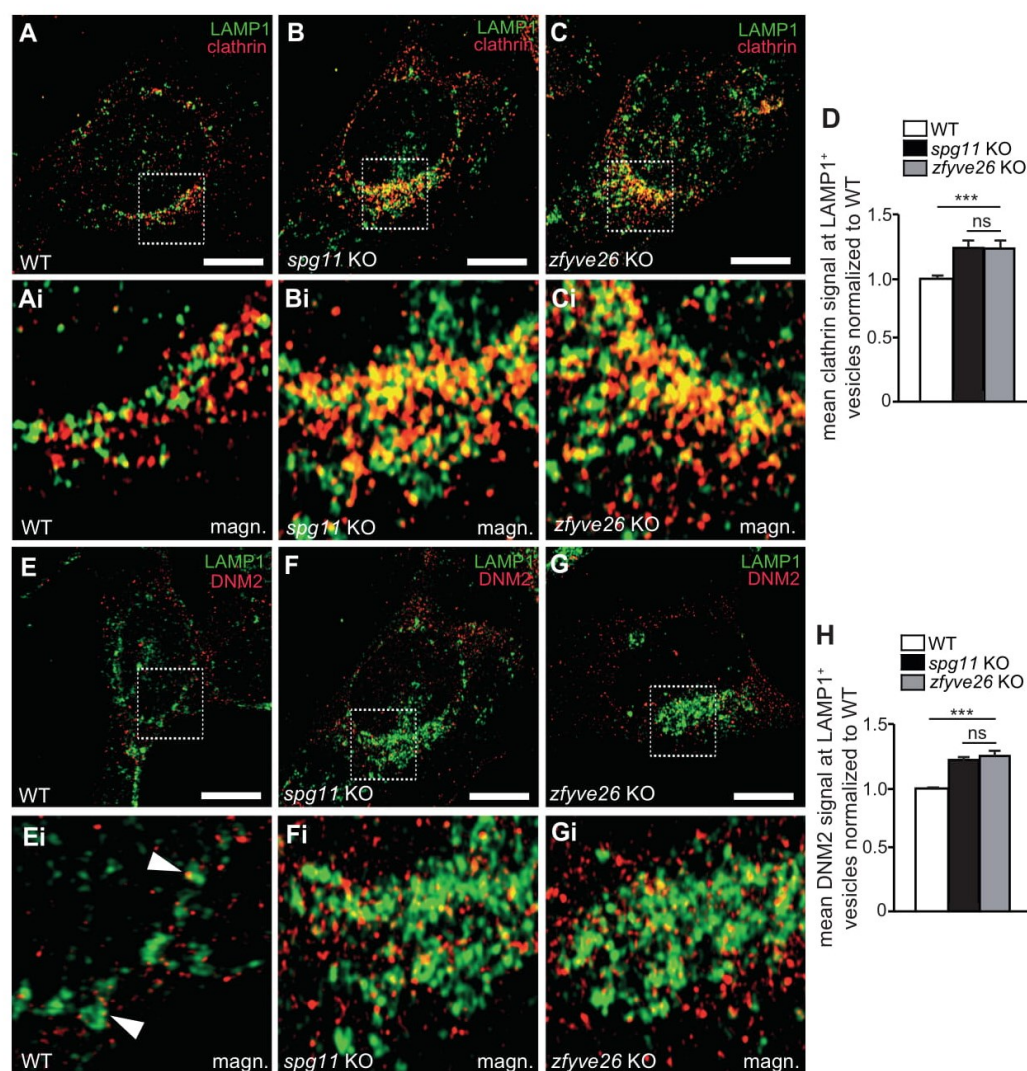 A
LAMP1
clathrin
WT
B
LAMP1
clathrin
spg11 KO
C
LAMP1
clathrin
zfyve26 KO
D
WT
spg11 KO
zfyve26 KO
mean clathrin signal at LAMP1+
vesicles normalized to WT
1.5
1.0
0.5
0
***
ns
Ai
WT
magn.
Bi
spg11 KO
magn.
Ci
zfyve26 KO
magn.
E
LAMP1
DNM2
WT
F
LAMP1
DNM2
spg11 KO
G
LAMP1
DNM2
zfyve26 KO
H
WT
spg11 KO
zfyve26 KO
mean DNM2 signal at LAMP1+
vesicles normalized to WT
1.5
1.0
0.5
0
***
ns
Ei
WT
magn.
Fi
spg11 KO
magn.
Gi
zfyve26 KO
magn.